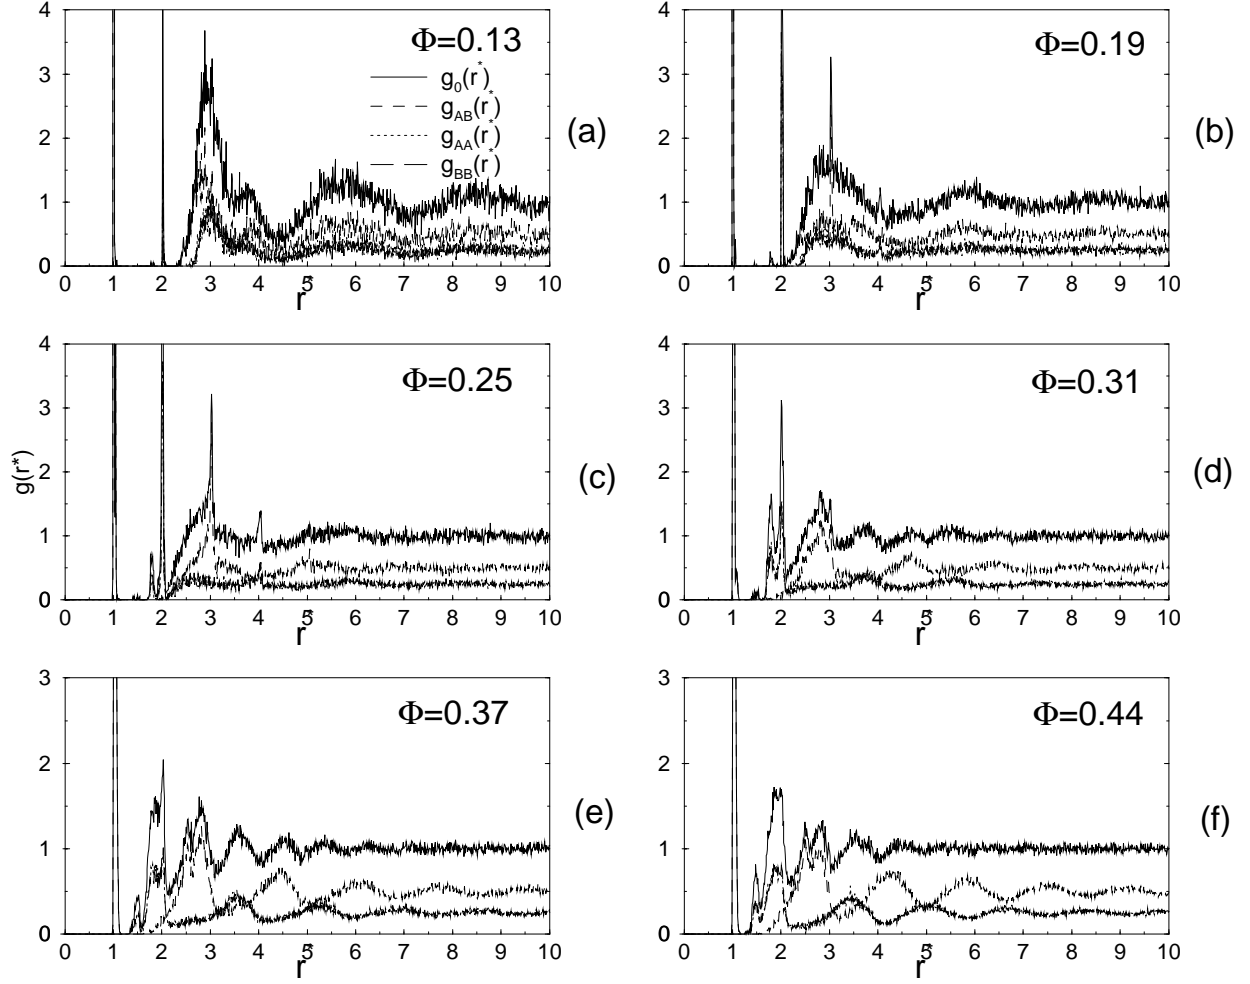 4
3
2
1
0
0 1 2 3 4 5 6 7 8 9 10
r*
Φ=0.13
g0(r*)
gAB(r*)
gAA(r*)
gBB(r*)
(a)
4
3
2
1
0
0 1 2 3 4 5 6 7 8 9 10
r*
Φ=0.19
(b)
4
3
2
1
0
0 1 2 3 4 5 6 7 8 9 10
r*
g(r*)
Φ=0.25
(c)
4
3
2
1
0
0 1 2 3 4 5 6 7 8 9 10
r*
Φ=0.31
(d)
3
2
1
0
0 1 2 3 4 5 6 7 8 9 10
r*
Φ=0.37
(e)
3
2
1
0
0 1 2 3 4 5 6 7 8 9 10
r*
Φ=0.44
(f)